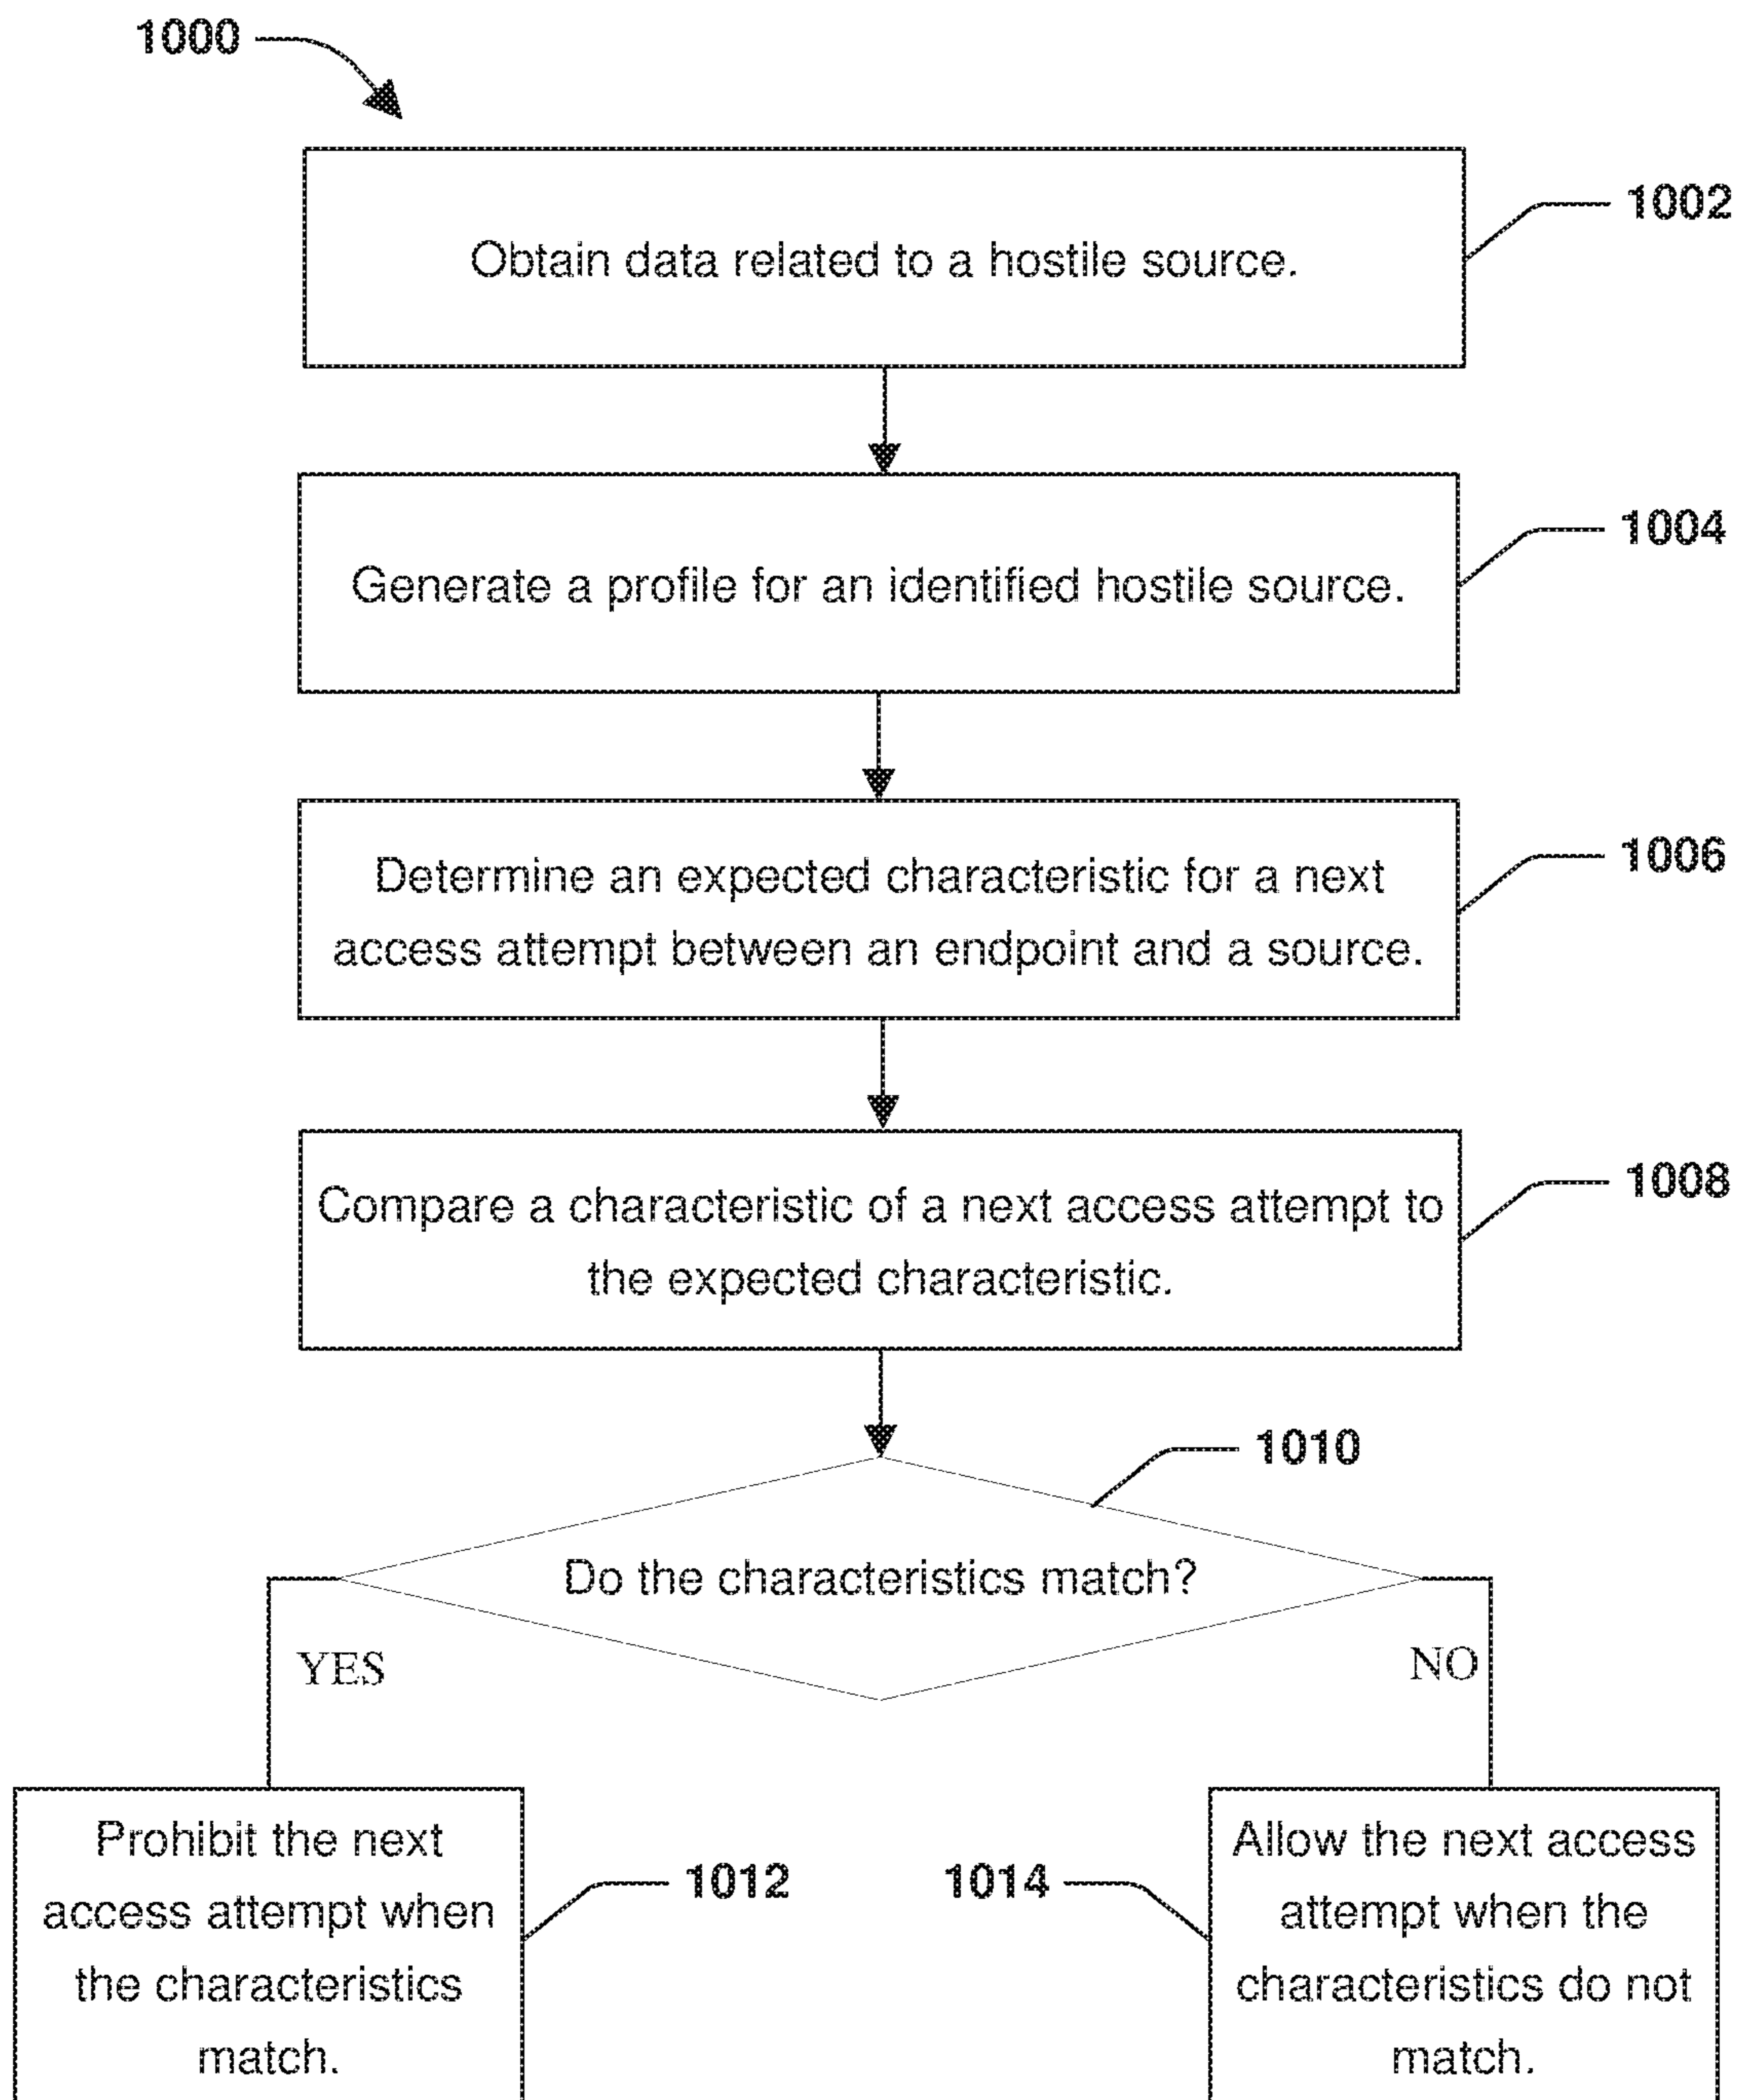 1000
Obtain data related to a hostile source.
1002
Generate a profile for an identified hostile source.
1004
Determine an expected characteristic for a next
access attempt between an endpoint and a source.
1006
Compare a characteristic of a next access attempt to
the expected characteristic.
1008
1010
Do the characteristics match?
YES
NO
Prohibit the next
access attempt when
the characteristics
match.
1012
1014
Allow the next access
attempt when the
characteristics do not
match.